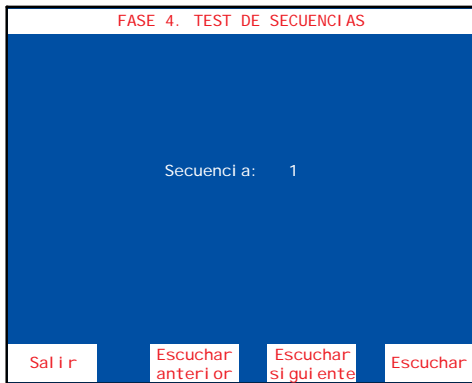 FASE 4. TEST DE SECUENCIAS
Secuencia: 1
Salir
Escuchar anterior
Escuchar siguiente
Escuchar